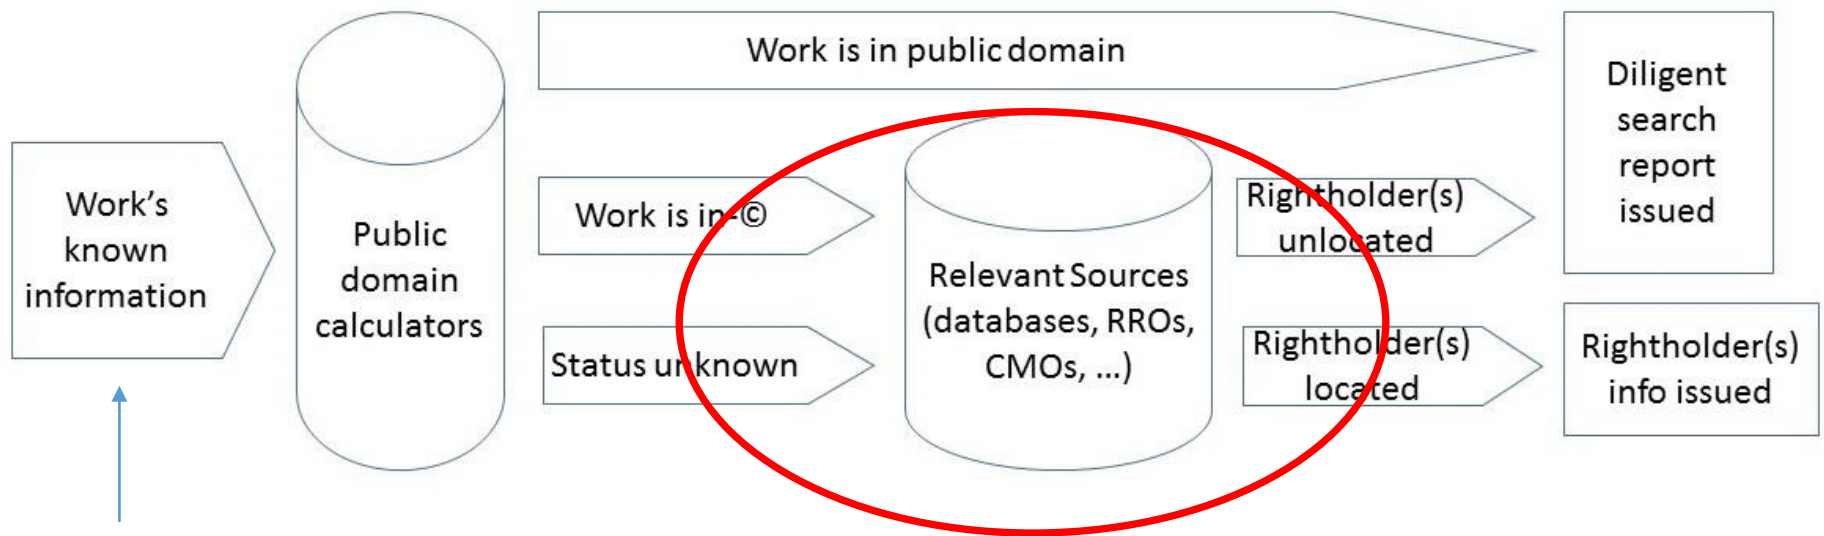 Work's
known
information
Public
domain
calculators
Work is in public domain
Work is in-©
Status unknown
Relevant Sources
(databases, RROs,
CMOs, ...)
Rightholder(s)
unlocated
Rightholder(s)
located
Diligent
search
report
issued
Rightholder(s)
info issued